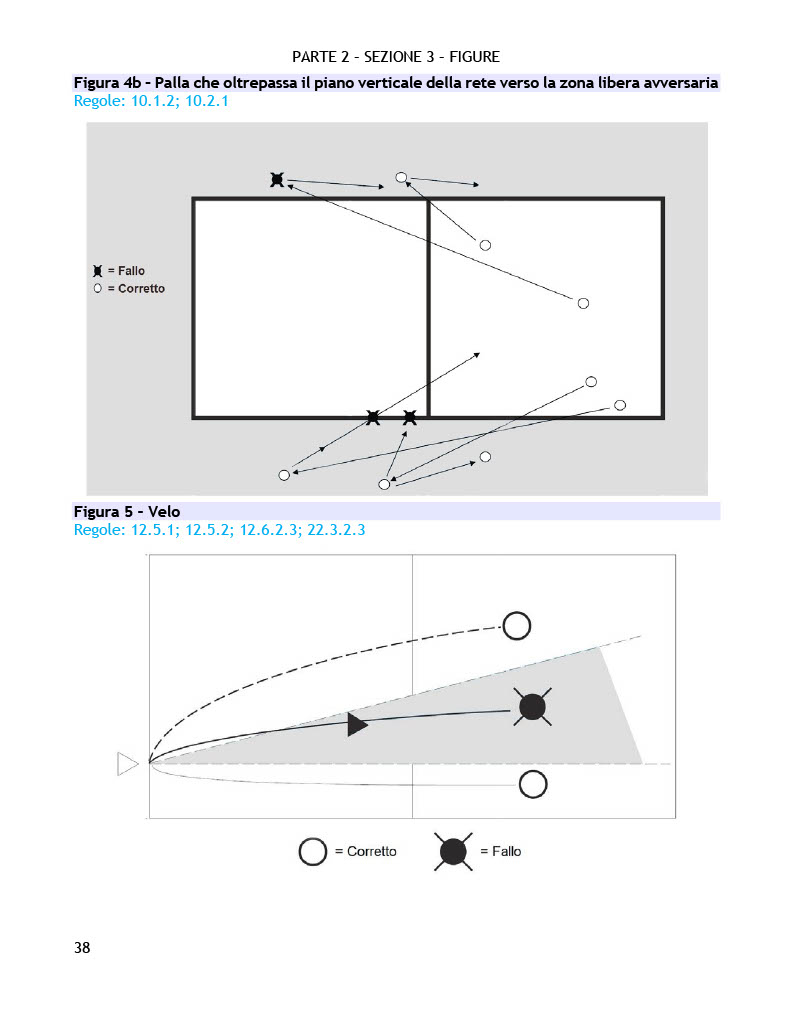 PARTE 2 – SEZIONE 3 – FIGURE
Figura 4b – Palla che oltrepassa il piano verticale della rete verso la zona libera avversaria
Regole: 10.1.2; 10.2.1
= Fallo
= Corretto
Figura 5 – Velo
Regole: 12.5.1; 12.5.2; 12.6.2.3; 22.3.2.3
= Corretto
= Fallo
38